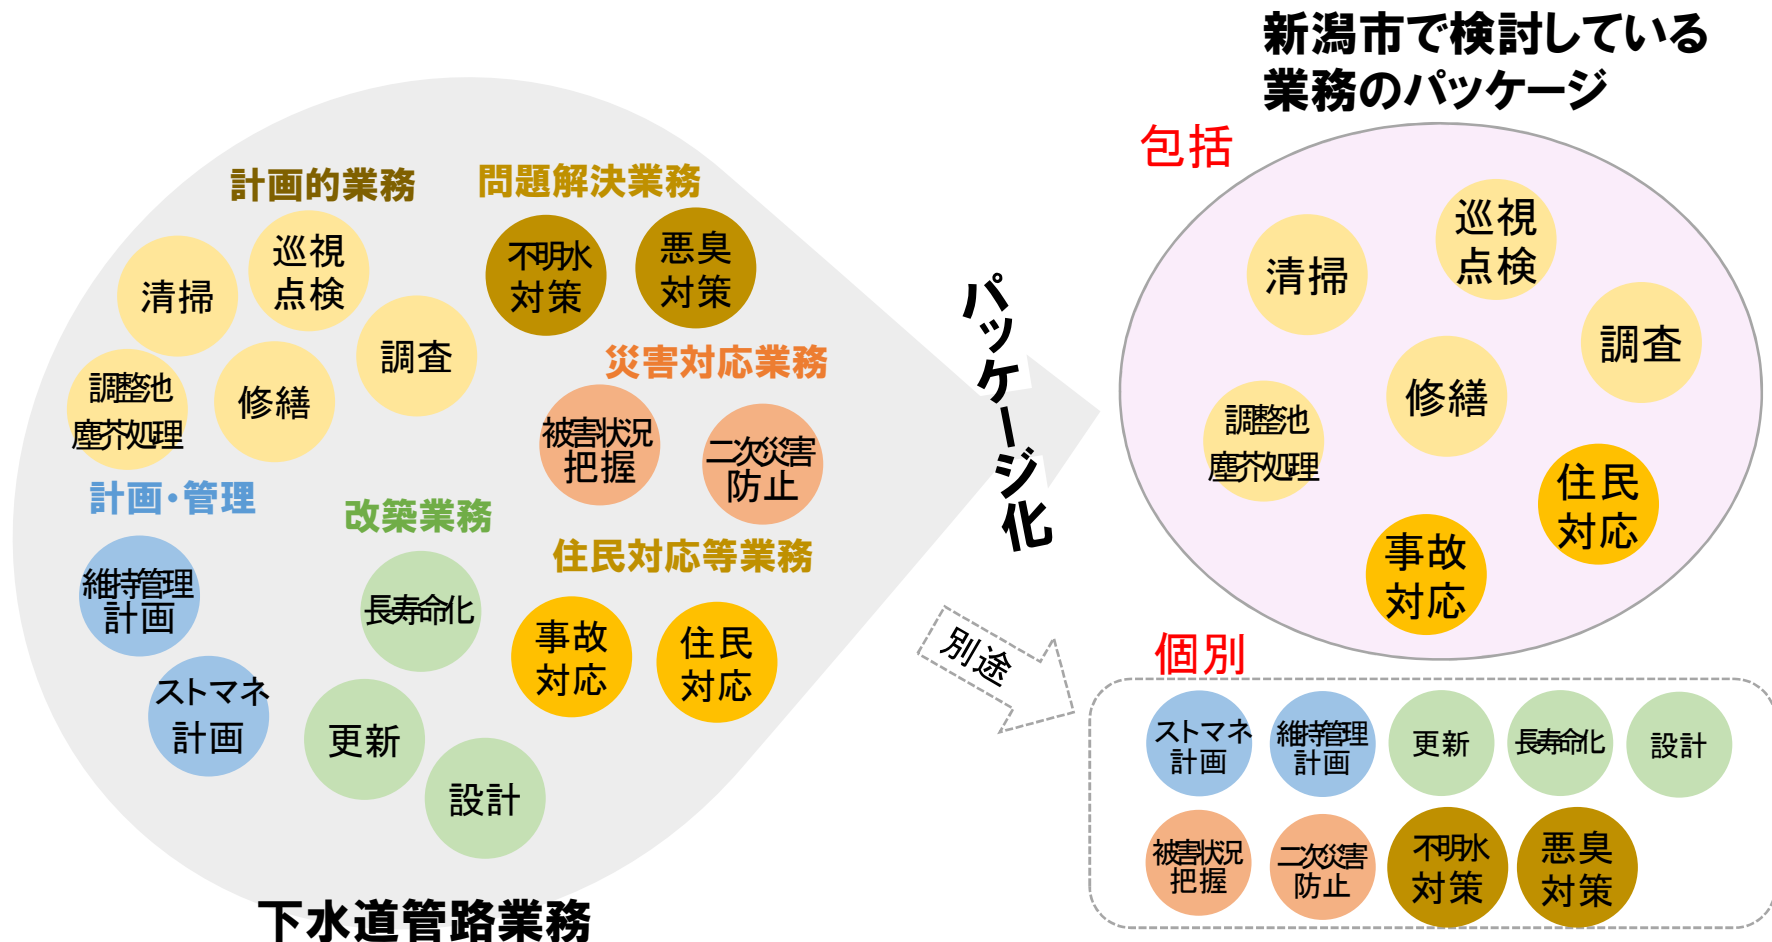 新潟市で検討している
業務のパッケージ
包括
計画的業務
問題解決業務
清掃
巡視
点検
調査
調整池
塵芥処理
修繕
不明水
対策
悪臭
対策
災害対応業務
被害状況
把握
二次災害
防止
計画・管理
維持管理
計画
ストマネ
計画
改築業務
長寿命化
更新
設計
住民対応等業務
事故
対応
住民
対応
下水道管路業務
パッケージ化
別途
清掃
巡視
点検
調査
調整池
塵芥処理
修繕
住民
対応
事故
対応
個別
ストマネ
計画
維持管理
計画
更新
長寿命化
設計
被害状況
把握
二次災害
防止
不明水
対策
悪臭
対策